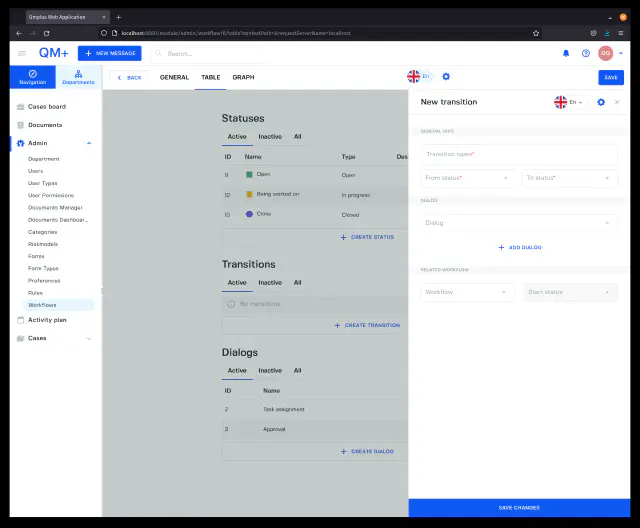 Qmplus Web Application
localhost:8080/module/admin/workflow/6/table?contextPath=&requestServerName=localhost
QM+
+ NEW MESSAGE
Search...
GG
Navigation
Departments
BACK
GENERAL
TABLE
GRAPH
En
SAVE
Cases board
Documents
Admin
Department
Users
User Types
User Permissions
Documents Manager
Documents Dashboar...
Categories
Riskmodels
Forms
Form Types
Preferences
Rules
Workflows
Activity plan
Cases
Statuses
Active Inactive All
ID Name Type Des
8 Open Open
12 Being worked on In progress
13 Close Closed
+ CREATE STATUS
Transitions
Active Inactive All
No transitions
+ CREATE TRANSITION
Dialogs
Active Inactive All
ID Name
2 Task assignment
3 Approval
+ CREATE DIALOG
New transition
En
GENERAL INFO
Transition name*
From status* To status*
DIALOG
Dialog
+ ADD DIALOG
RELATED WORKFLOW
Workflow Start status
SAVE CHANGES